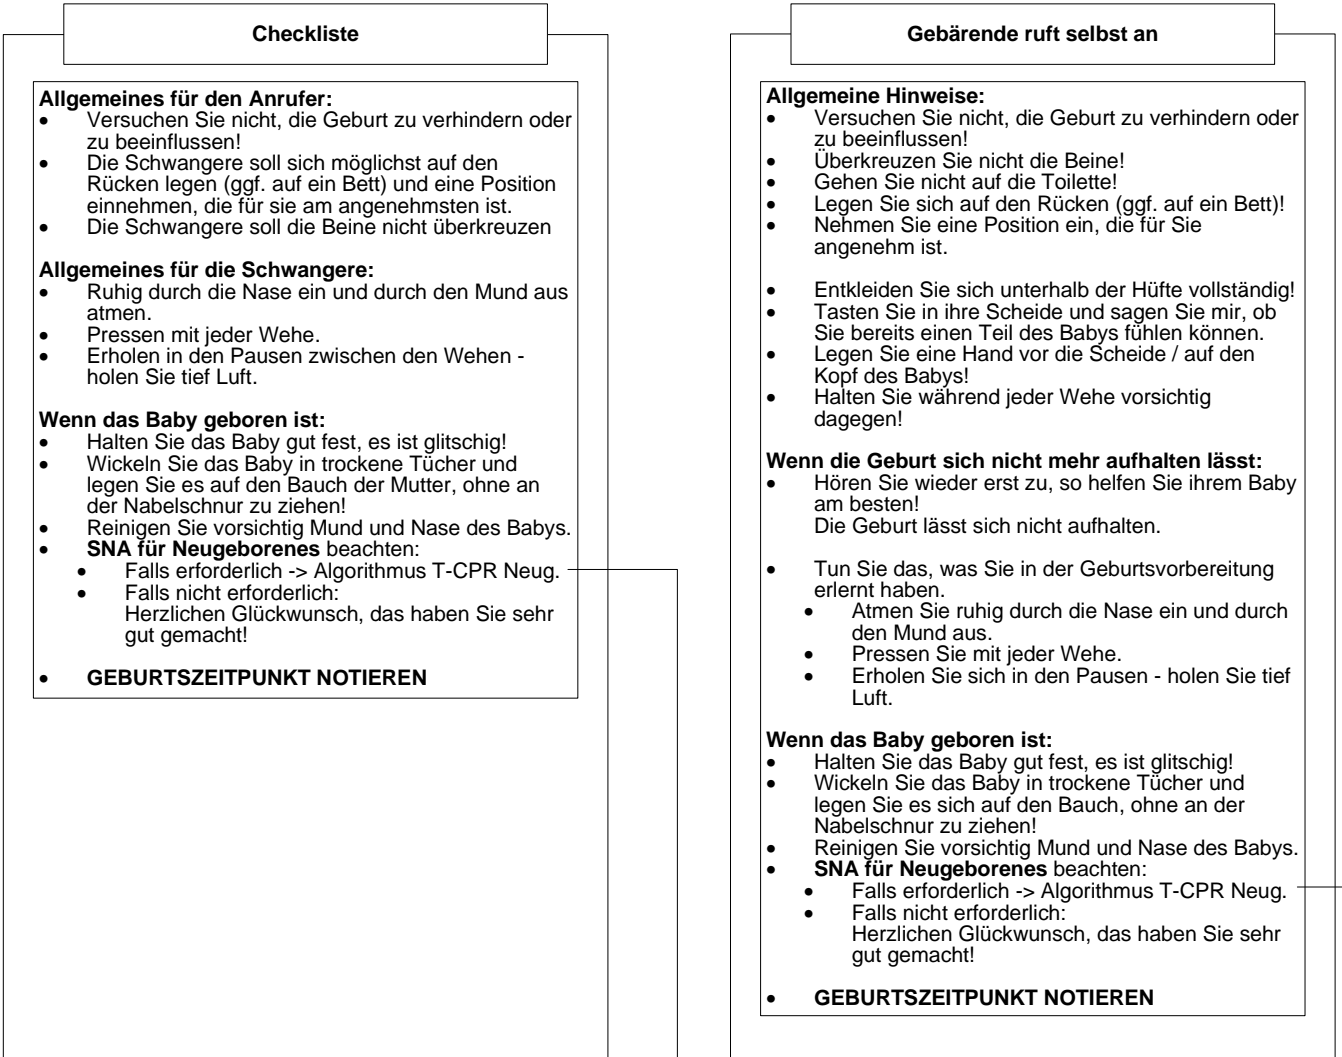 Checkliste
Allgemeines für den Anrufer:
• Versuchen Sie nicht, die Geburt zu verhindern oder
zu beeinflussen!
• Die Schwangere soll sich möglichst auf den
Rücken legen (ggf. auf ein Bett) und eine Position
einnehmen, die für sie am angenehmsten ist.
• Die Schwangere soll die Beine nicht überkreuzen
Allgemeines für die Schwangere:
• Ruhig durch die Nase ein und durch den Mund aus
atmen.
• Pressen mit jeder Wehe.
• Erholen in den Pausen zwischen den Wehen -
holen Sie tief Luft.
Wenn das Baby geboren ist:
• Halten Sie das Baby gut fest, es ist glitschig!
• Wickeln Sie das Baby in trockene Tücher und
legen Sie es auf den Bauch der Mutter, ohne an
der Nabelschnur zu ziehen!
• Reinigen Sie vorsichtig Mund und Nase des Babys.
• SNA für Neugeborenes beachten:
• Falls erforderlich -> Algorithmus T-CPR Neug.
• Falls nicht erforderlich:
Herzlichen Glückwunsch, das haben Sie sehr
gut gemacht!
• GEBURTSZEITPUNKT NOTIEREN
Gebärende ruft selbst an
Allgemeine Hinweise:
• Versuchen Sie nicht, die Geburt zu verhindern oder
zu beeinflussen!
• Überkreuzen Sie nicht die Beine!
• Gehen Sie nicht auf die Toilette!
• Legen Sie sich auf den Rücken (ggf. auf ein Bett)!
• Nehmen Sie eine Position ein, die für Sie
angenehm ist.
• Entkleiden Sie sich unterhalb der Hüfte vollständig!
• Tasten Sie in ihre Scheide und sagen Sie mir, ob
Sie bereits einen Teil des Babys fühlen können.
• Legen Sie eine Hand vor die Scheide / auf den
Kopf des Babys!
• Halten Sie während jeder Wehe vorsichtig
dagegen!
Wenn die Geburt sich nicht mehr aufhalten lässt:
• Hören Sie wieder erst zu, so helfen Sie ihrem Baby
am besten!
Die Geburt lässt sich nicht aufhalten.
• Tun Sie das, was Sie in der Geburtsvorbereitung
erlernt haben.
• Atmen Sie ruhig durch die Nase ein und durch
den Mund aus.
• Pressen Sie mit jeder Wehe.
• Erholen Sie sich in den Pausen - holen Sie tief
Luft.
Wenn das Baby geboren ist:
• Halten Sie das Baby gut fest, es ist glitschig!
• Wickeln Sie das Baby in trockene Tücher und
legen Sie es sich auf den Bauch, ohne an der
Nabelschnur zu ziehen!
• Reinigen Sie vorsichtig Mund und Nase des Babys.
• SNA für Neugeborenes beachten:
• Falls erforderlich -> Algorithmus T-CPR Neug.
• Falls nicht erforderlich:
Herzlichen Glückwunsch, das haben Sie sehr
gut gemacht!
• GEBURTSZEITPUNKT NOTIEREN